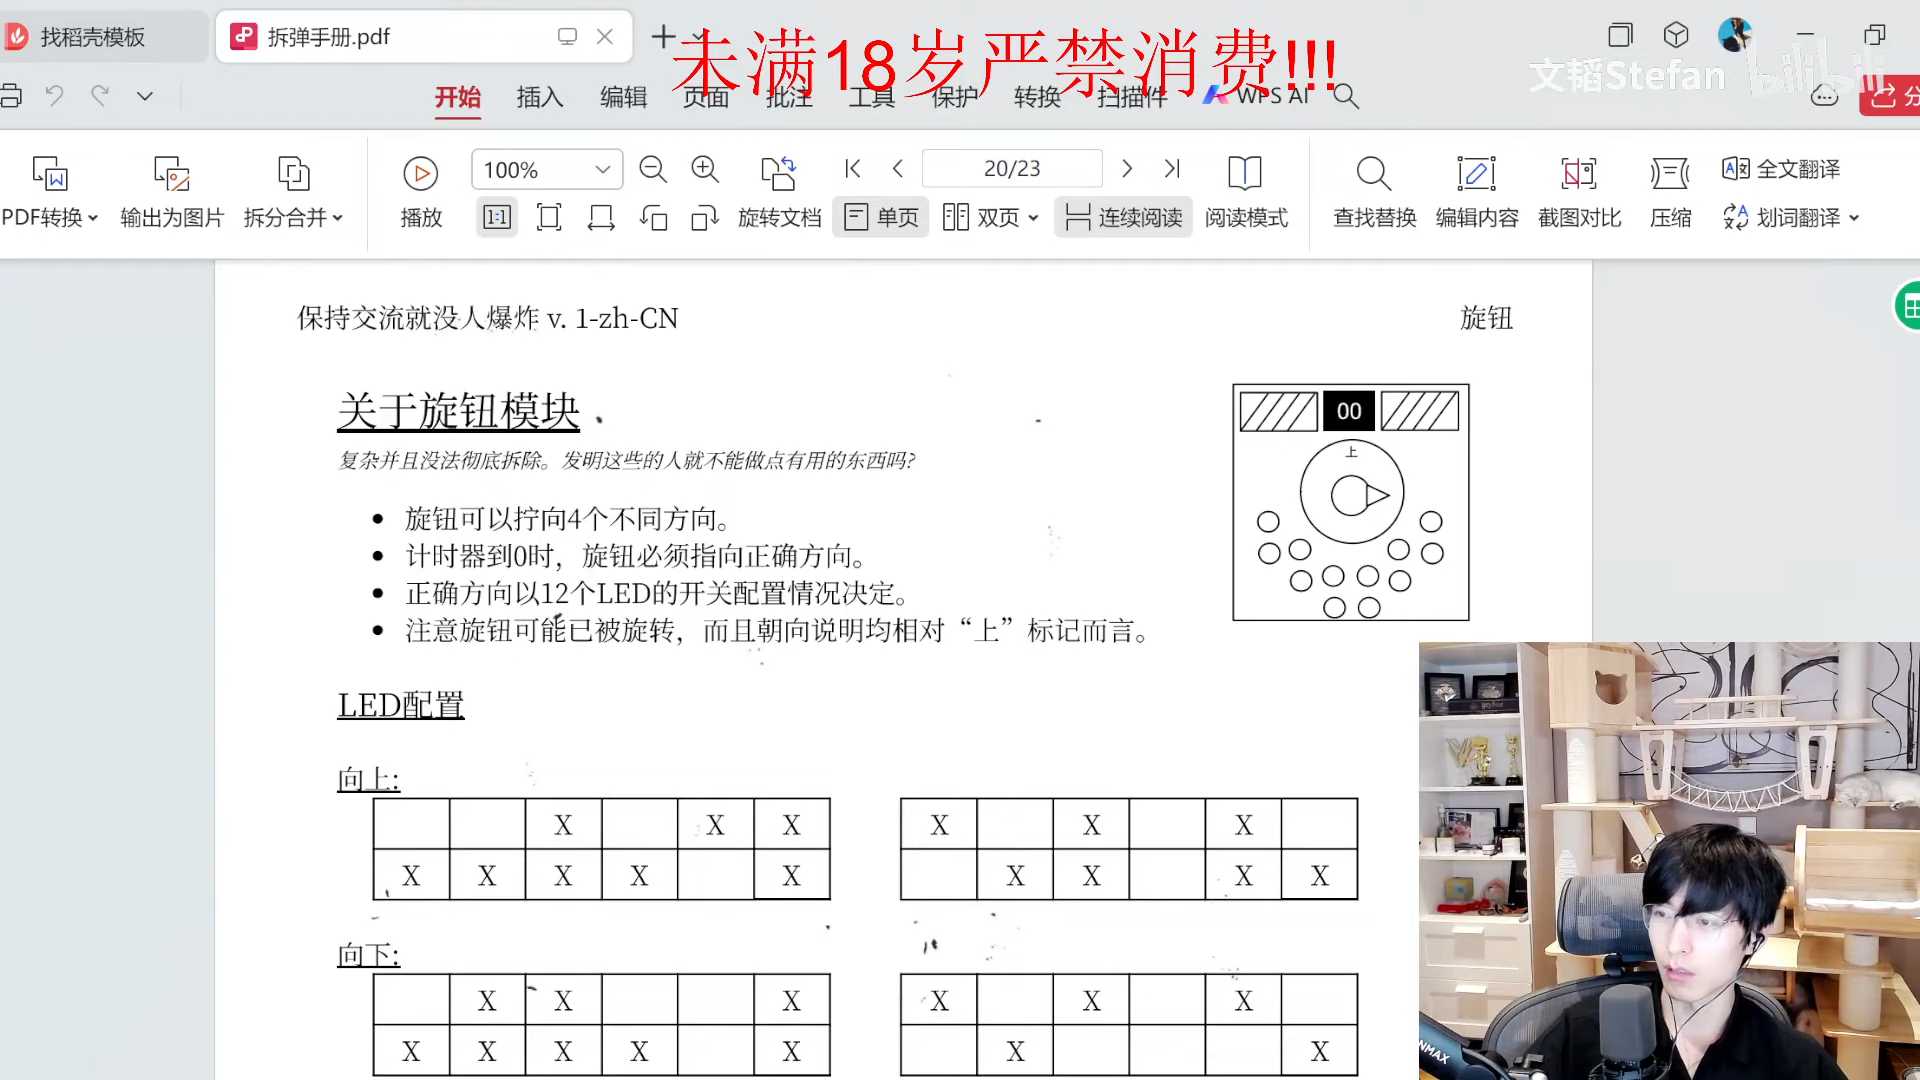 找稻壳模板
拆弹手册.pdf
未满18岁严禁消费!!!
文韬Stefan bilibili
开始 插入 编辑 页面 批注 工具 保护 转换 扫描件 WPS AI
分
PDF转换
输出为图片
拆分合并
播放
100%
旋转文档
20/23
单页
双页
连续阅读
阅读模式
查找替换
编辑内容
截图对比
压缩
全文翻译
划词翻译
保持交流就没人爆炸 v. 1-zh-CN
旋钮
关于旋钮模块
复杂并且没法彻底拆除。发明这些的人就不能做点有用的东西吗?
旋钮可以拧向4个不同方向。
计时器到0时，旋钮必须指向正确方向。
正确方向以12个LED的开关配置情况决定。
注意旋钮可能已被旋转，而且朝向说明均相对“上”标记而言。
00
上
LED配置
向上:
X X X X X X
X X X X X X X X X
向下:
X X X X X X
X X X X X X X